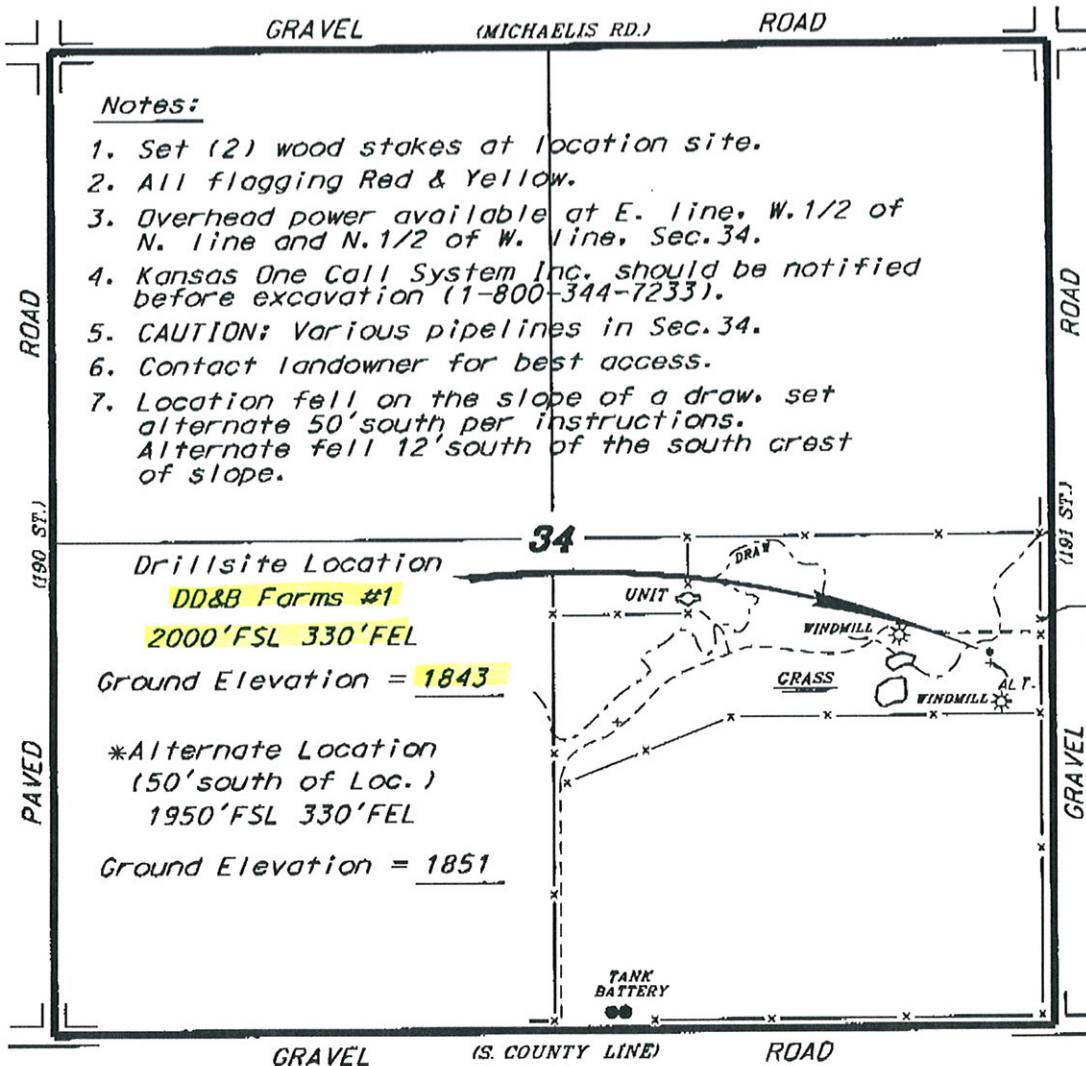 GRAVEL (MICHAELIS RD.) ROAD
Notes:
1. Set (2) wood stakes at location site.
2. All flagging Red & Yellow.
3. Overhead power available at E. line, W.1/2 of
N. line and N.1/2 of W. line, Sec.34.
4. Kansas One Call System Inc. should be notified
before excavation (1-800-344-7233).
5. CAUTION: Various pipelines in Sec.34.
6. Contact landowner for best access.
7. Location fell on the slope of a draw, set
alternate 50'south per instructions.
Alternate fell 12'south of the south crest
of slope.
ROAD
(190 ST.)
PAVED
ROAD
(191 ST.)
GRAVEL
34
Drillsite Location
DD&B Farms #1
2000'FSL 330'FEL
Ground Elevation = 1843
*Alternate Location
(50'south of Loc.)
1950'FSL 330'FEL
Ground Elevation = 1851
DRAW
UNIT
WINDMILL
GRASS
ALT.
WINDMILL
TANK
BATTERY
GRAVEL (S. COUNTY LINE) ROAD